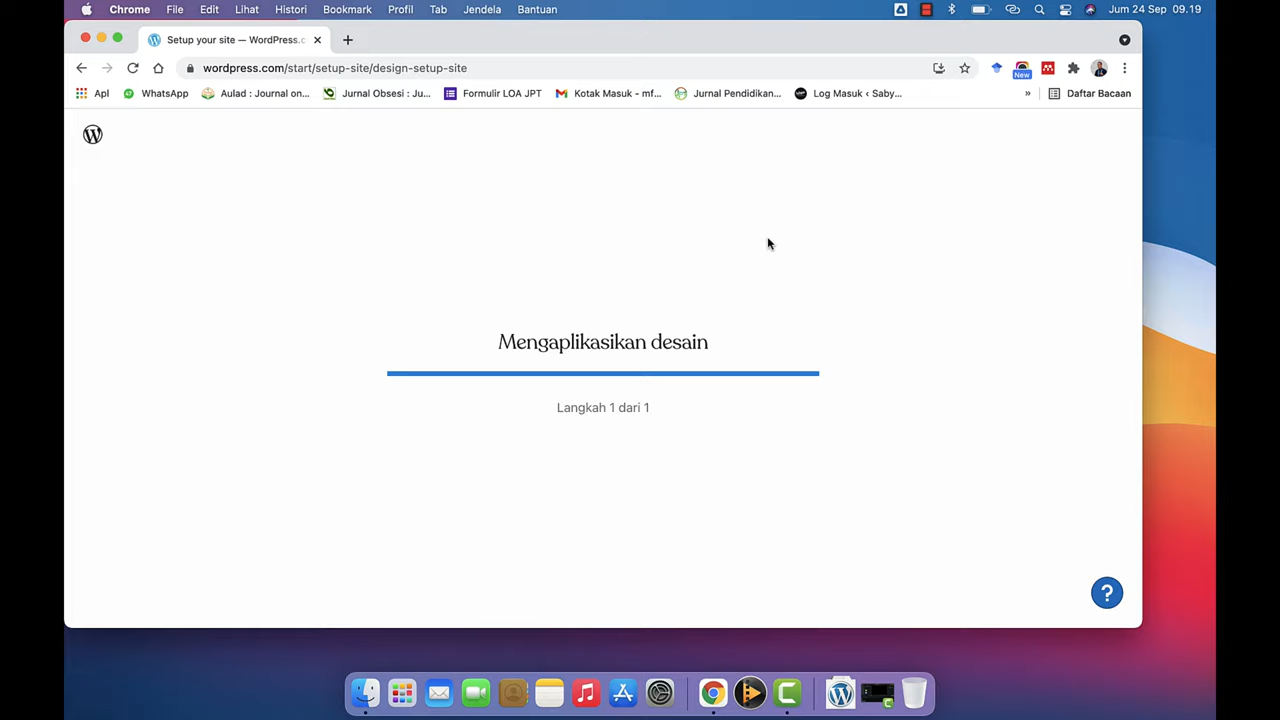 Chrome File Edit Lihat Histori Bookmark Profil Tab Jendela Bantuan Jum 24 Sep 09.19
Setup your site — WordPress.c
wordpress.com/start/setup-site/design-setup-site
New
Apl WhatsApp Aulad : Journal on... Jurnal Obsesi : Ju... Formulir LOA JPT Kotak Masuk - mf... Jurnal Pendidikan... Log Masuk ‹ Saby... » Daftar Bacaan
Mengaplikasikan desain
Langkah 1 dari 1
?